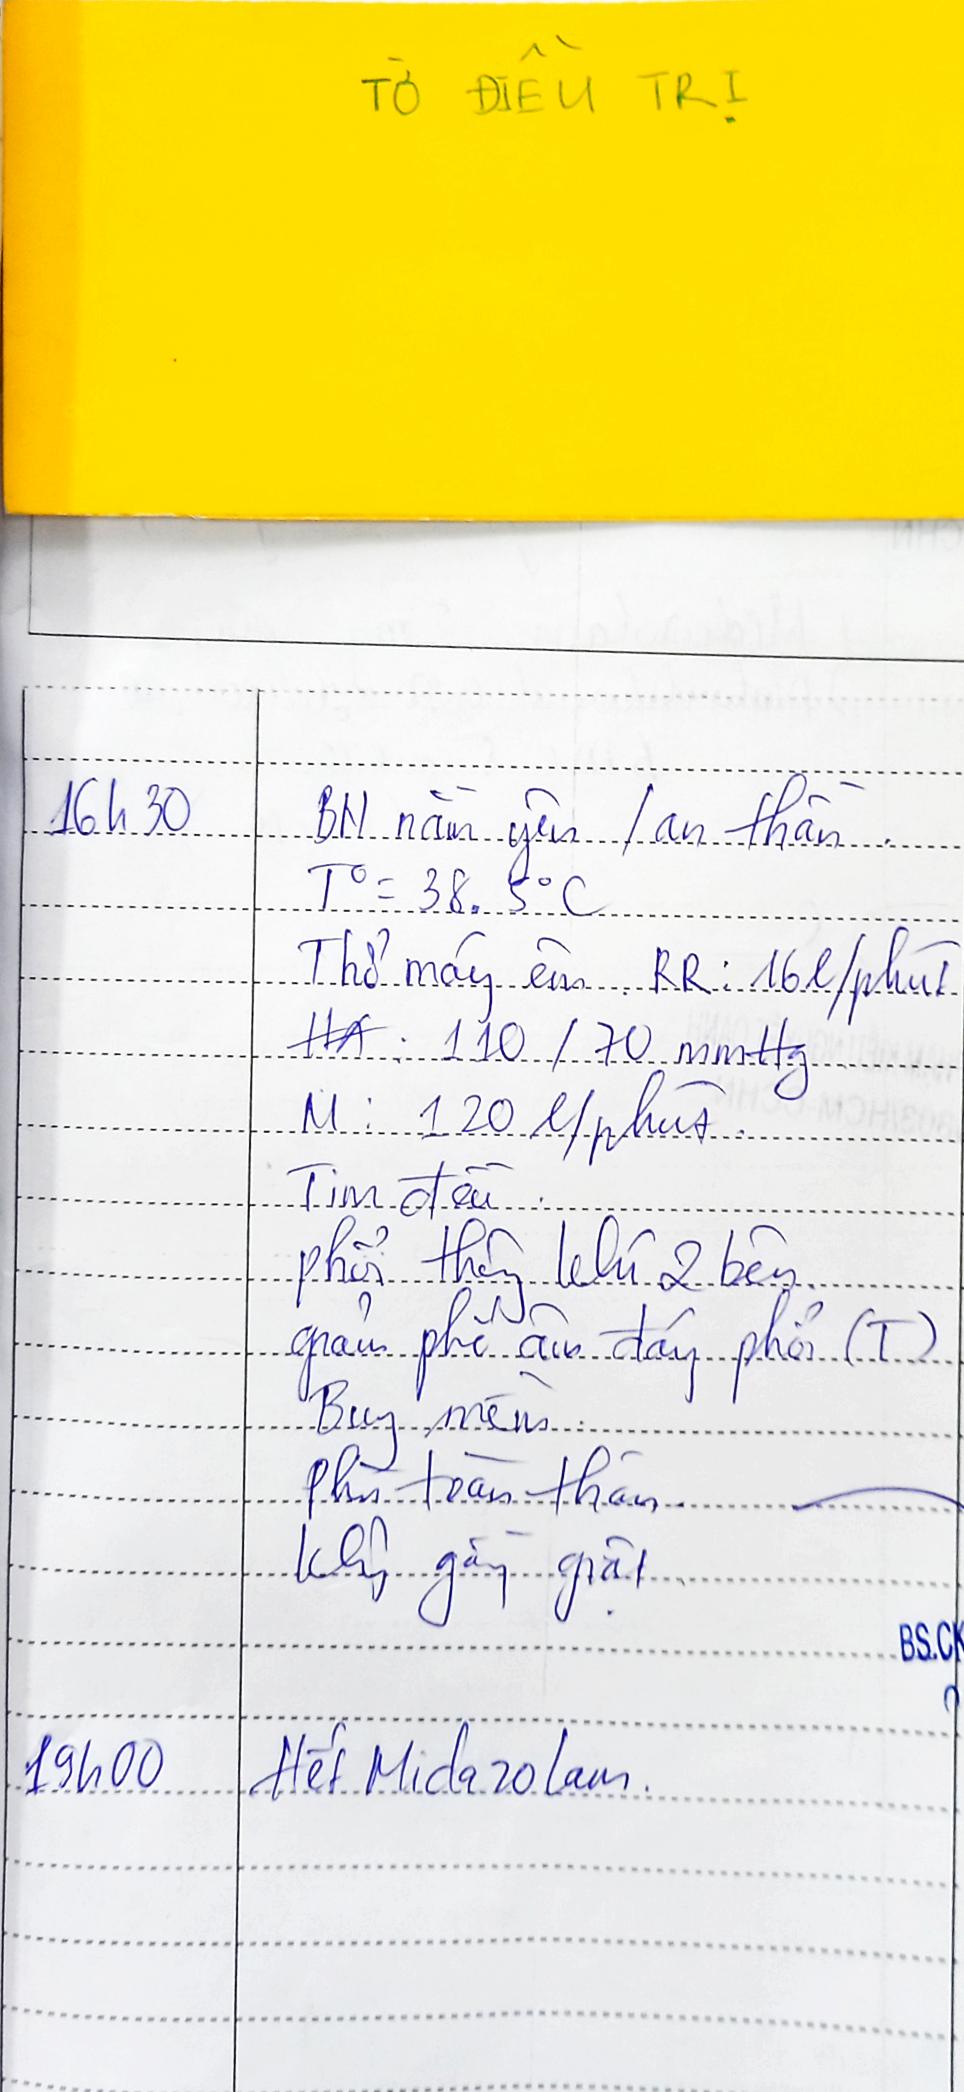 TỜ ĐIỀU TRỊ
16h30 BN nằm yên / an thần.
T° = 38.5°C
Thở máy êm. RR: 16 l/phút
HA: 110 / 70 mmHg
M: 120 l/phút.
Tim đều.
phổi thông khí 2 bên.
giảm phế âm đáy phổi (T)
Bụng mềm.
Phù toàn thân.
Không gồng giật.
BS.CK
19h00 Hết Midazolam.